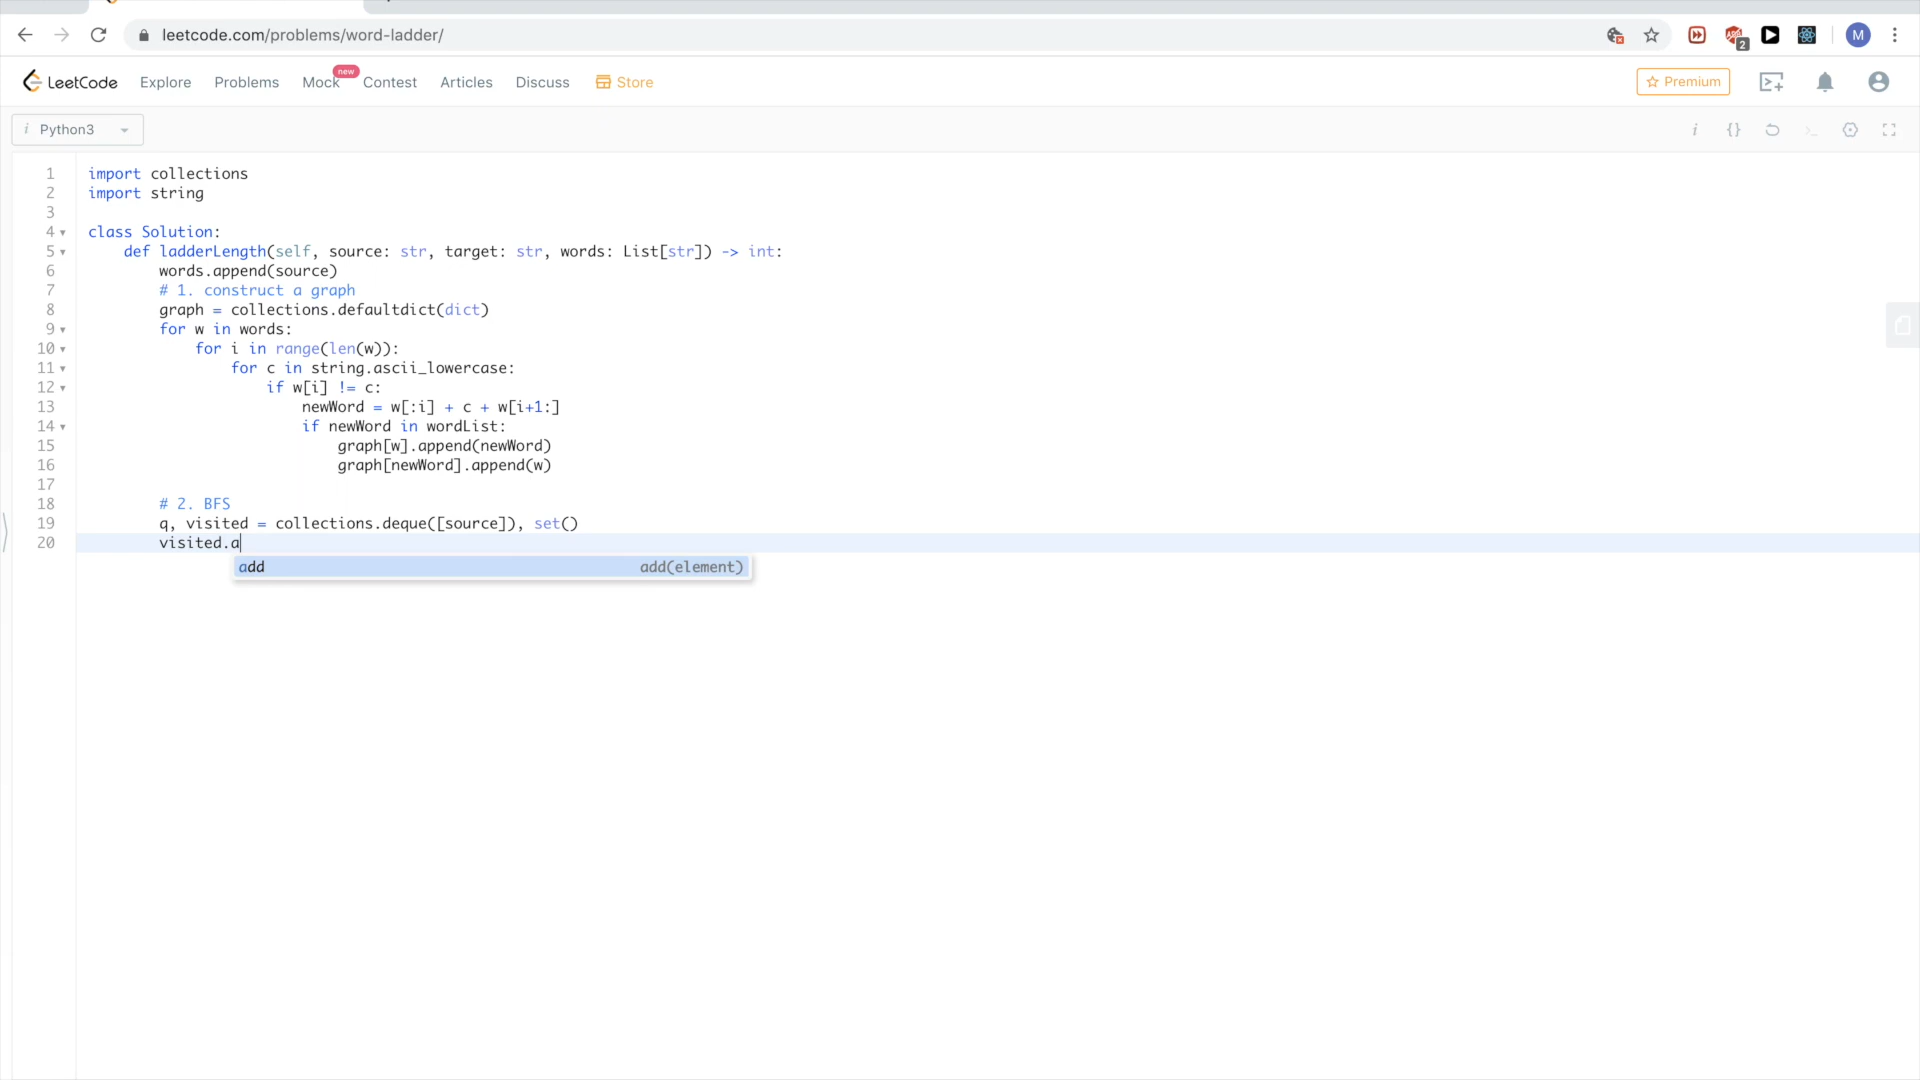 leetcode.com/problems/word-ladder/
2
M
LeetCode Explore Problems Mock new Contest Articles Discuss Store Premium
i Python3 i {} >_
1 import collections
2 import string
3
4 class Solution:
5 def ladderLength(self, source: str, target: str, words: List[str]) -> int:
6 words.append(source)
7 # 1. construct a graph
8 graph = collections.defaultdict(dict)
9 for w in words:
10 for i in range(len(w)):
11 for c in string.ascii_lowercase:
12 if w[i] != c:
13 newWord = w[:i] + c + w[i+1:]
14 if newWord in wordList:
15 graph[w].append(newWord)
16 graph[newWord].append(w)
17
18 # 2. BFS
19 q, visited = collections.deque([source]), set()
20 visited.a
add add(element)